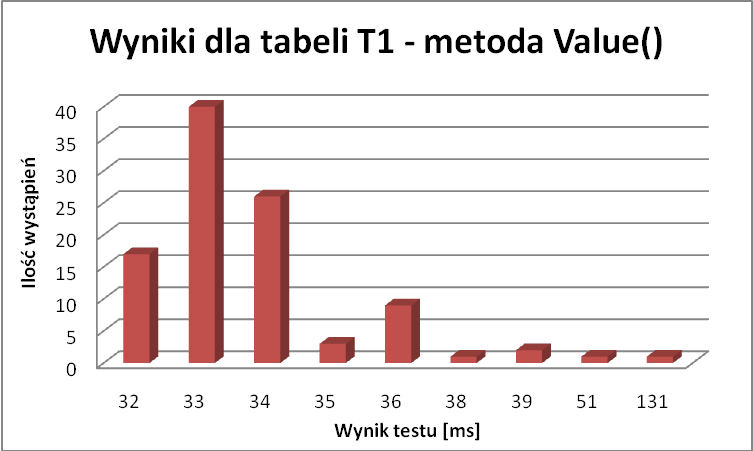 Wyniki dla tabeli T1 - metoda Value()
Ilość wystąpień
40
35
30
25
20
15
10
5
0
32 33 34 35 36 38 39 51 131
Wynik testu [ms]